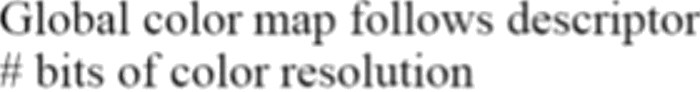 Global color map follows descriptor
# bits of color resolution